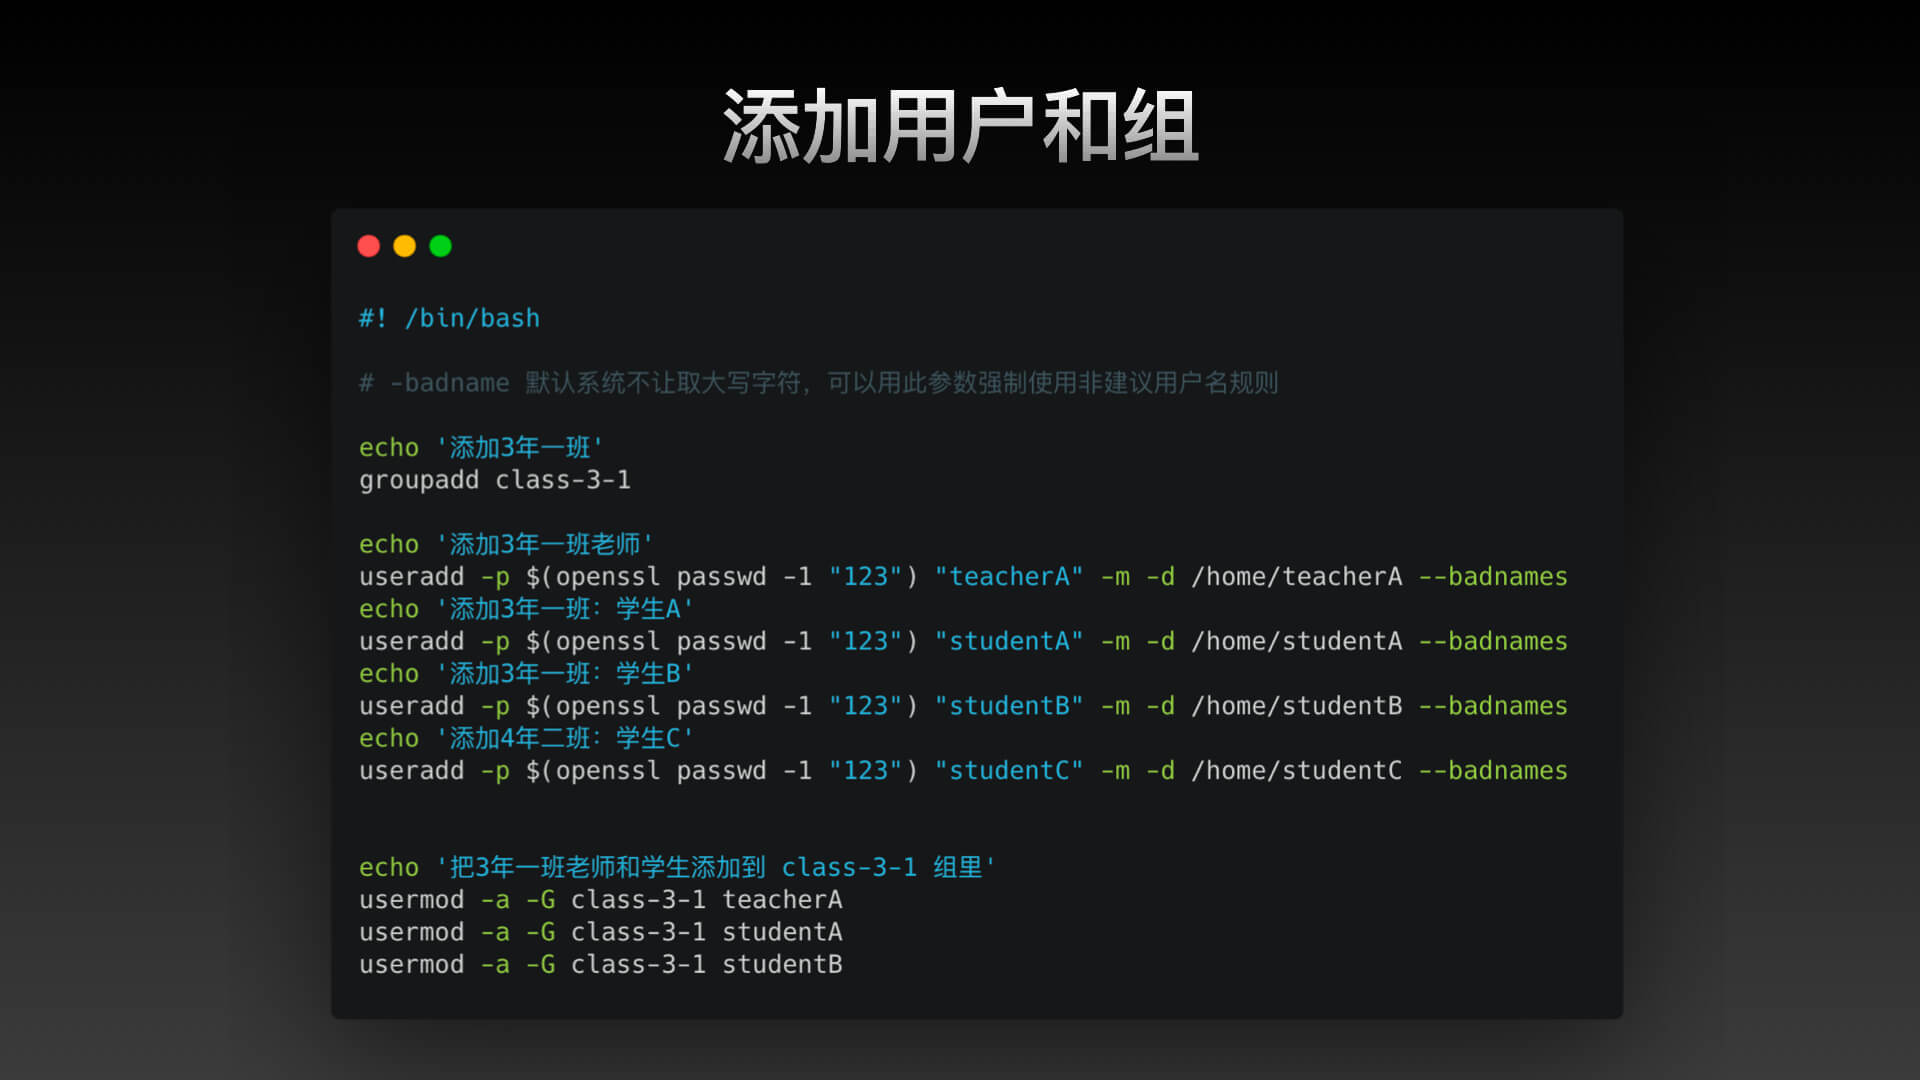 添加用户和组
#! /bin/bash
# -badname 默认系统不让取大写字符，可以用此参数强制使用非建议用户名规则
echo '添加3年一班'
groupadd class-3-1
echo '添加3年一班老师'
useradd -p $(openssl passwd -1 "123") "teacherA" -m -d /home/teacherA --badnames
echo '添加3年一班：学生A'
useradd -p $(openssl passwd -1 "123") "studentA" -m -d /home/studentA --badnames
echo '添加3年一班：学生B'
useradd -p $(openssl passwd -1 "123") "studentB" -m -d /home/studentB --badnames
echo '添加4年二班：学生C'
useradd -p $(openssl passwd -1 "123") "studentC" -m -d /home/studentC --badnames
echo '把3年一班老师和学生添加到 class-3-1 组里'
usermod -a -G class-3-1 teacherA
usermod -a -G class-3-1 studentA
usermod -a -G class-3-1 studentB